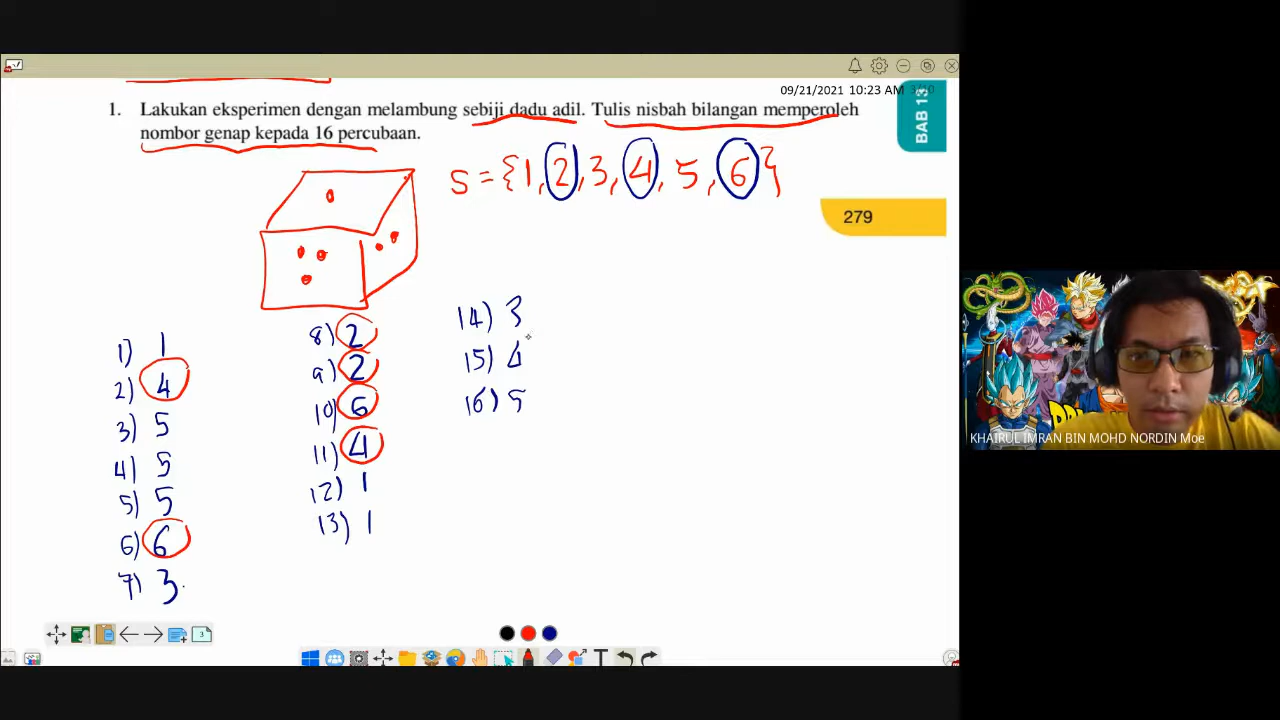 09/21/2021 10:23 AM 3/10
BAB 13
1. Lakukan eksperimen dengan melambung sebiji dadu adil. Tulis nisbah bilangan memperoleh
nombor genap kepada 16 percubaan.
S = {1, 2, 3, 4, 5, 6}
279
1) 1
2) 4
3) 5
4) 5
5) 5
6) 6
7) 3
8) 2
9) 2
10) 6
11) 4
12) 1
13) 1
14) 3
15) 4
16) 5
KHAIRUL IMRAN BIN MOHD NORDIN Moe
3
T